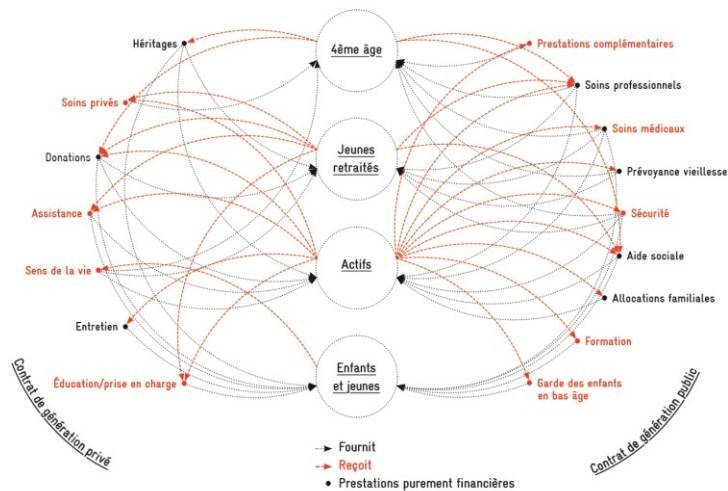 Héritages
4ème âge
Prestations complémentaires
Soins professionnels
Soins privés
Soins médicaux
Donations
Jeunes
retraités
Prévoyance vieillesse
Assistance
Sécurité
Aide sociale
Sens de la vie
Actifs
Allocations familiales
Entretien
Formation
Éducation/prise en charge
Enfants
et jeunes
Garde des enfants
en bas âge
Contrat de génération privé
Contrat de génération public
Fournit
Reçoit
Prestations purement financières